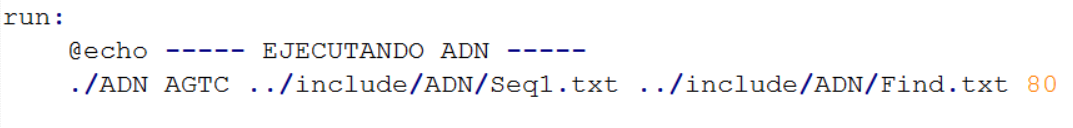 run:
@echo ----- EJECUTANDO ADN -----
./ADN AGTC ../include/ADN/Seq1.txt ../include/ADN/Find.txt 80